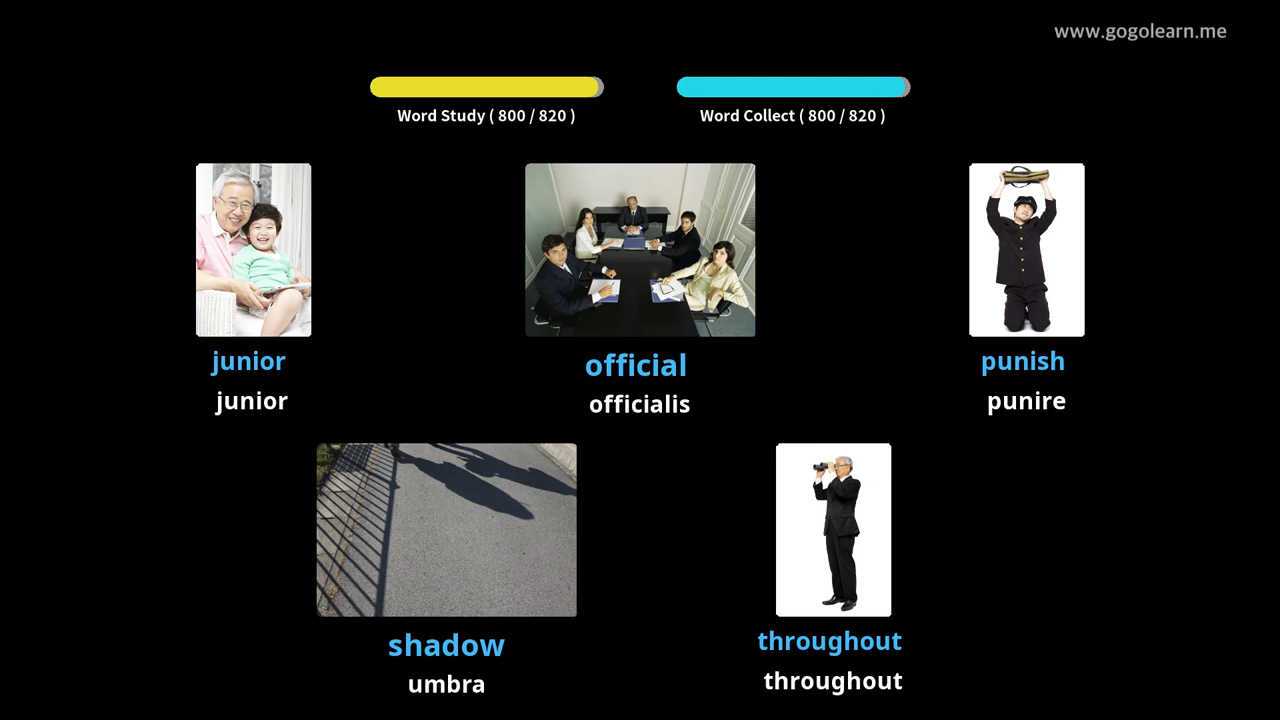 www.gogolearn.me
Word Study ( 800 / 820 )
Word Collect ( 800 / 820 )
junior
junior
official
officialis
punish
punire
shadow
umbra
throughout
throughout